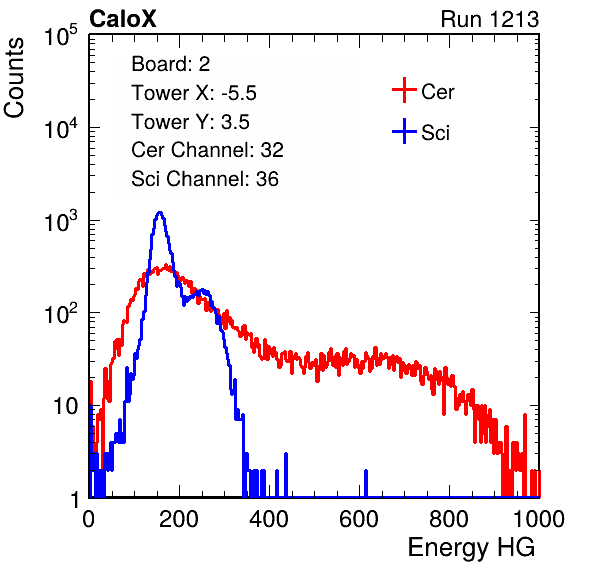 CaloX Run 1213
Counts
10^5
10^4
10^3
10^2
10
1
Board: 2
Tower X: -5.5
Tower Y: 3.5
Cer Channel: 32
Sci Channel: 36
Cer
Sci
0 200 400 600 800 1000
Energy HG